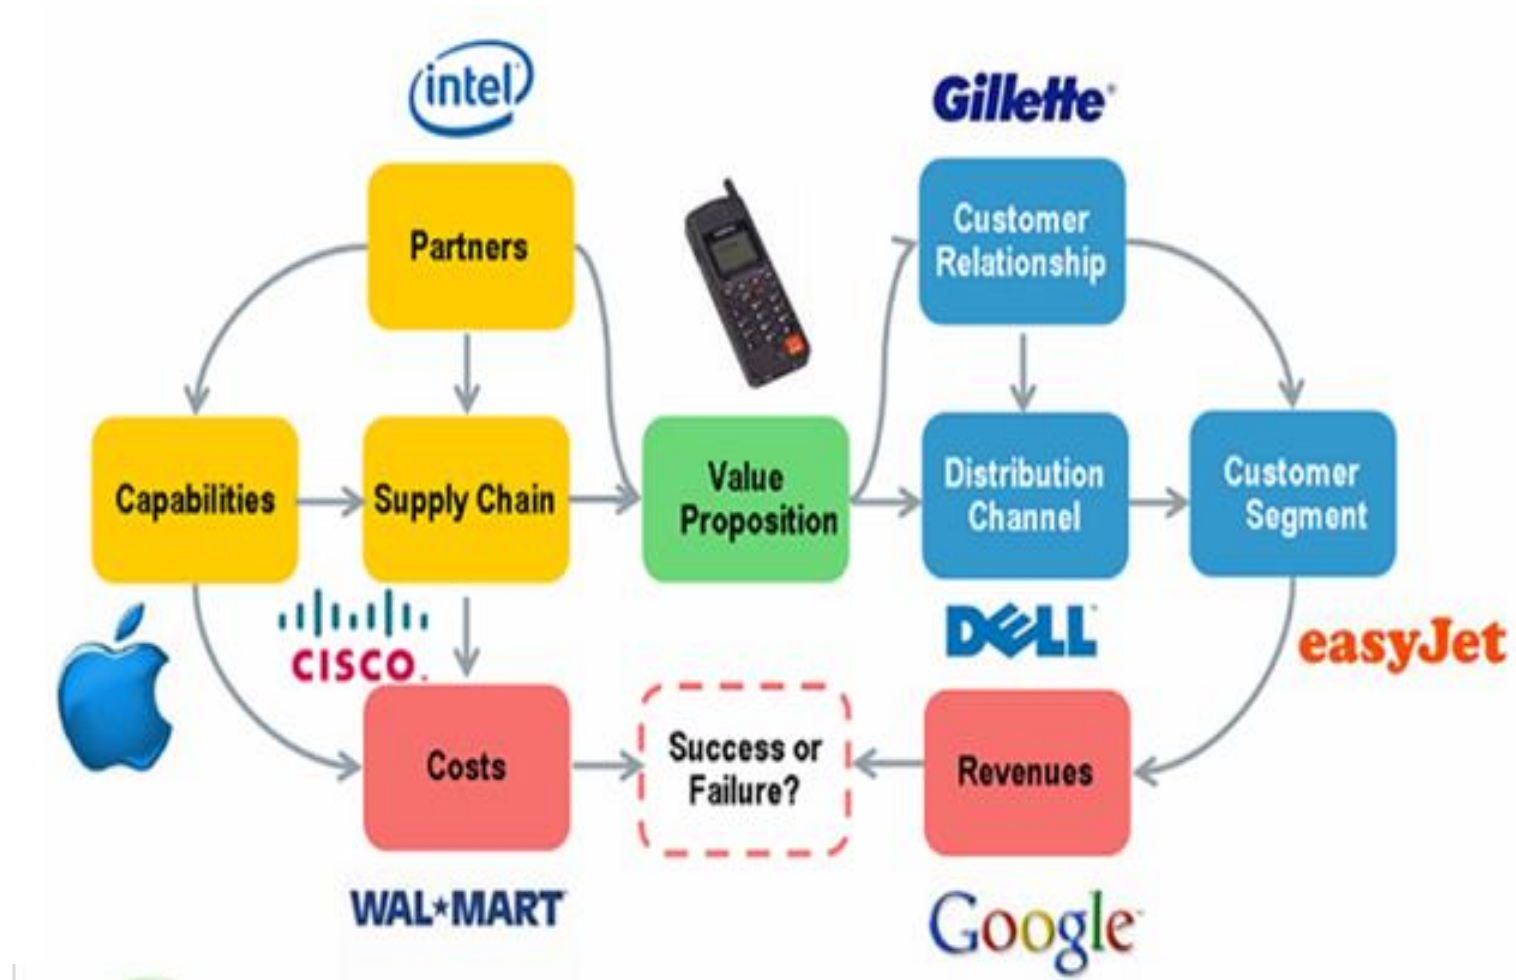 intel
Gillette
Partners
Customer
Relationship
Capabilities
Supply Chain
Value
Proposition
Distribution
Channel
Customer
Segment
CISCO.
DELL
easyJet
Costs
Success or
Failure?
Revenues
WAL★MART
Google